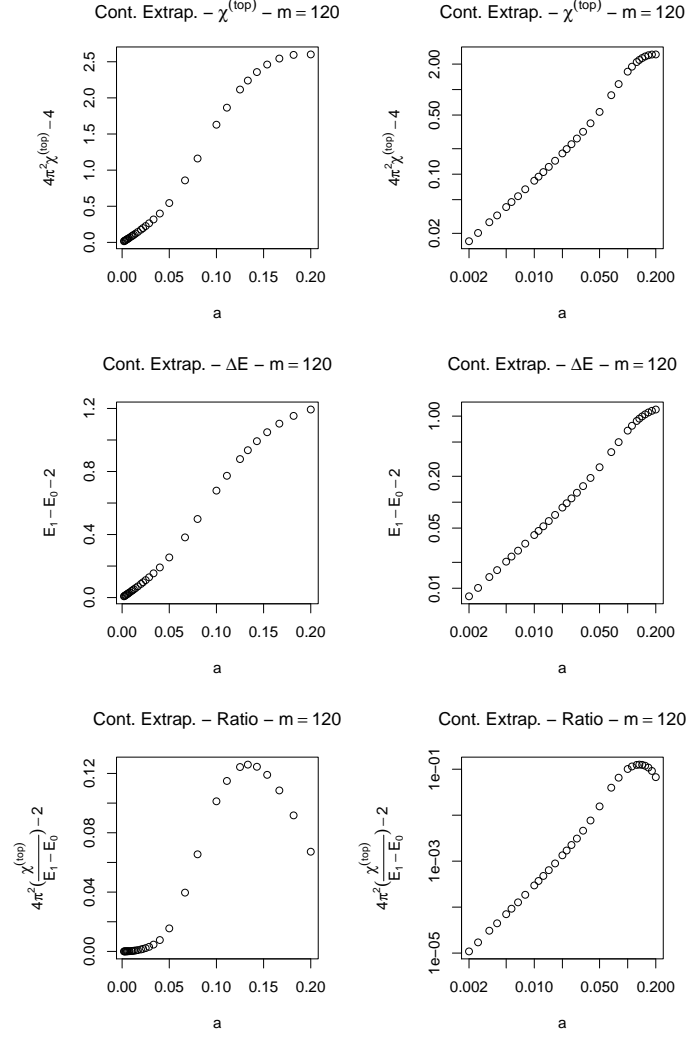 Cont. Extrap. − χ(top) − m = 120
4π²χ(top) − 4
0.0 0.5 1.0 1.5 2.0 2.5
0.00 0.05 0.10 0.15 0.20
a
Cont. Extrap. − χ(top) − m = 120
4π²χ(top) − 4
0.02 0.10 0.50 2.00
0.002 0.010 0.050 0.200
a
Cont. Extrap. − ΔE − m = 120
E₁ − E₀ − 2
0.0 0.4 0.8 1.2
0.00 0.05 0.10 0.15 0.20
a
Cont. Extrap. − ΔE − m = 120
E₁ − E₀ − 2
0.01 0.05 0.20 1.00
0.002 0.010 0.050 0.200
a
Cont. Extrap. − Ratio − m = 120
4π²(χ(top)/E₁ − E₀) − 2
0.00 0.04 0.08 0.12
0.00 0.05 0.10 0.15 0.20
a
Cont. Extrap. − Ratio − m = 120
4π²(χ(top)/E₁ − E₀) − 2
1e−05 1e−03 1e−01
0.002 0.010 0.050 0.200
a